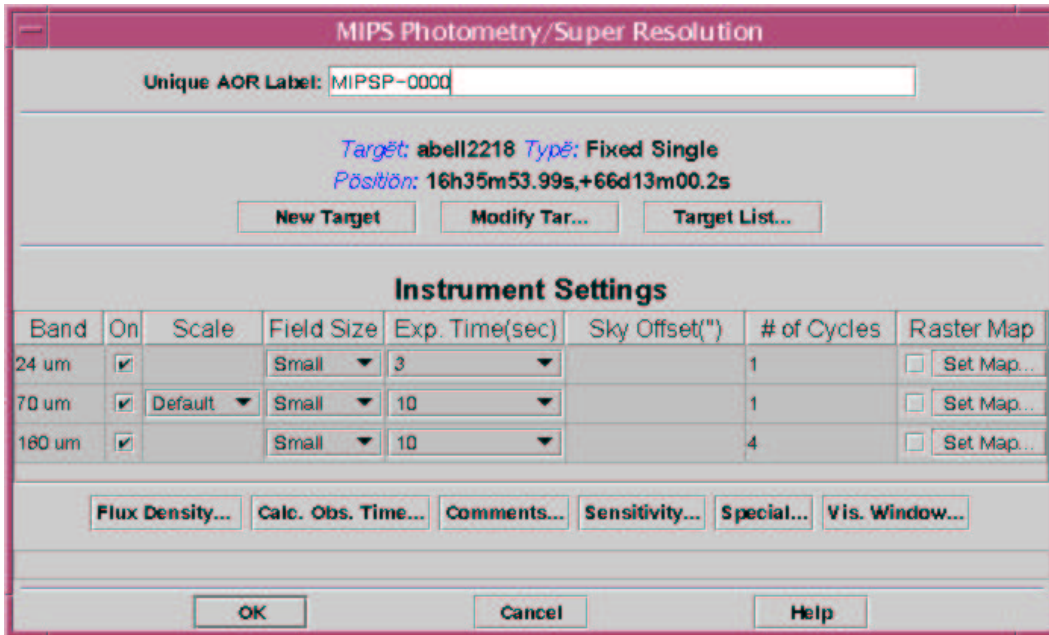 MIPS Photometry/Super Resolution
Unique AOR Label: MIPSP-0000
Target: abell2218 Type: Fixed Single
Position: 16h35m53.99s,+66d13m00.2s
New Target Modify Tar... Target List...
Instrument Settings
Band On Scale Field Size Exp. Time(sec) Sky Offset(") # of Cycles Raster Map
24 um Small 3 1 Set Map...
70 um Default Small 10 1 Set Map...
160 um Small 10 4 Set Map...
Flux Density... Calc. Obs. Time... Comments... Sensitivity... Special... Vis. Window...
OK Cancel Help